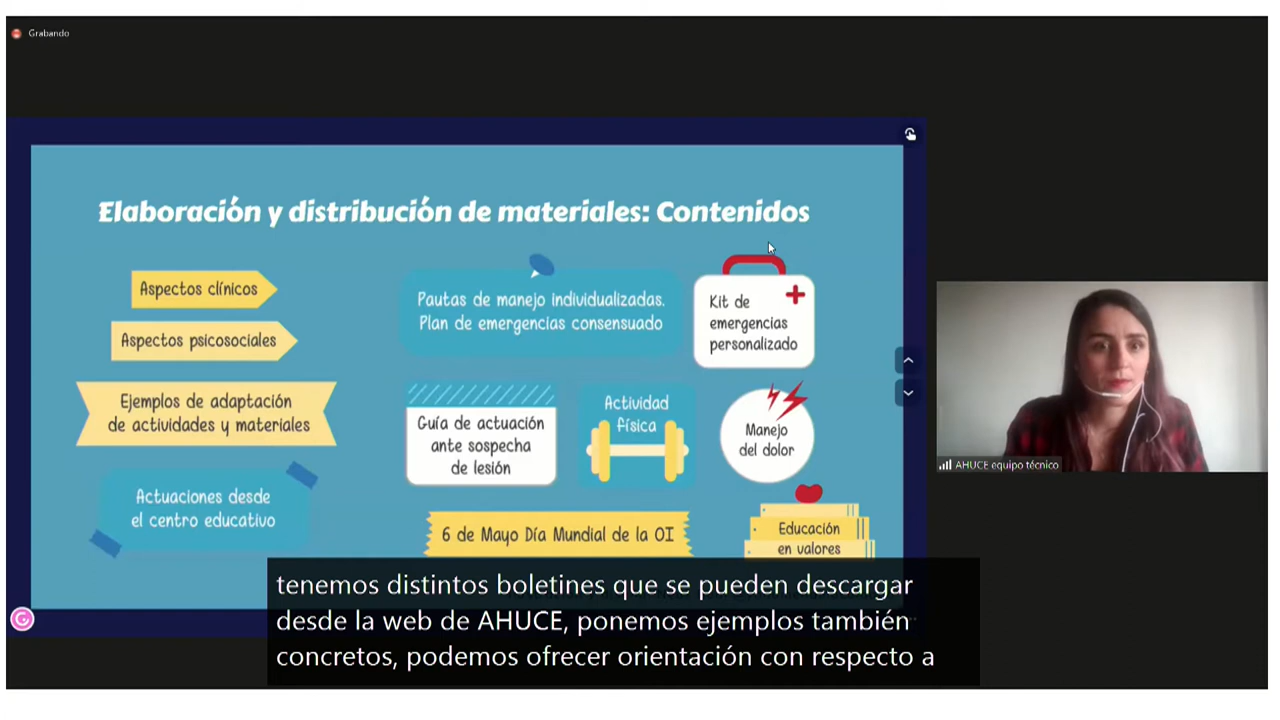 Grabando
Elaboración y distribución de materiales: Contenidos
Aspectos clínicos
Aspectos psicosociales
Ejemplos de adaptación
de actividades y materiales
Actuaciones desde
el centro educativo
Pautas de manejo individualizadas.
Plan de emergencias consensuado
Kit de
emergencias
personalizado
Guía de actuación
ante sospecha
de lesión
Actividad
física
Manejo
del dolor
6 de Mayo Día Mundial de la OI
Educación
en valores
AHUCE equipo técnico
tenemos distintos boletines que se pueden descargar
desde la web de AHUCE, ponemos ejemplos también
concretos, podemos ofrecer orientación con respecto a